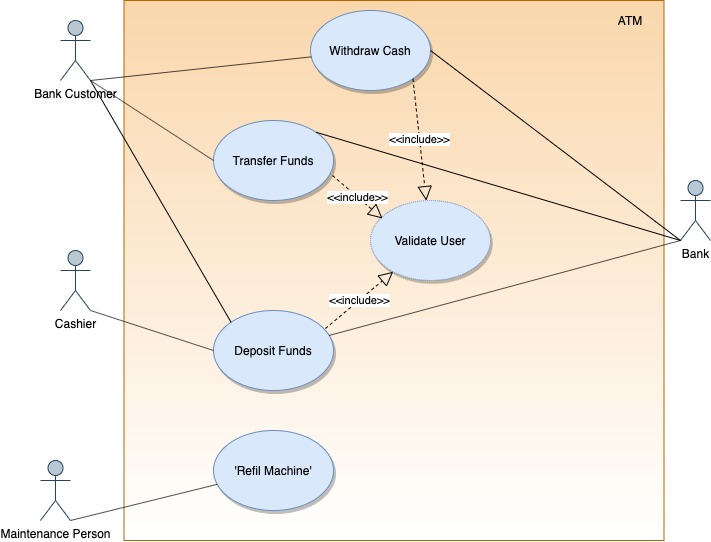 ATM
Withdraw Cash
Bank Customer
<<include>>
Transfer Funds
<<include>>
Validate User
Bank
<<include>>
Cashier
Deposit Funds
'Refil Machine'
Maintenance Person